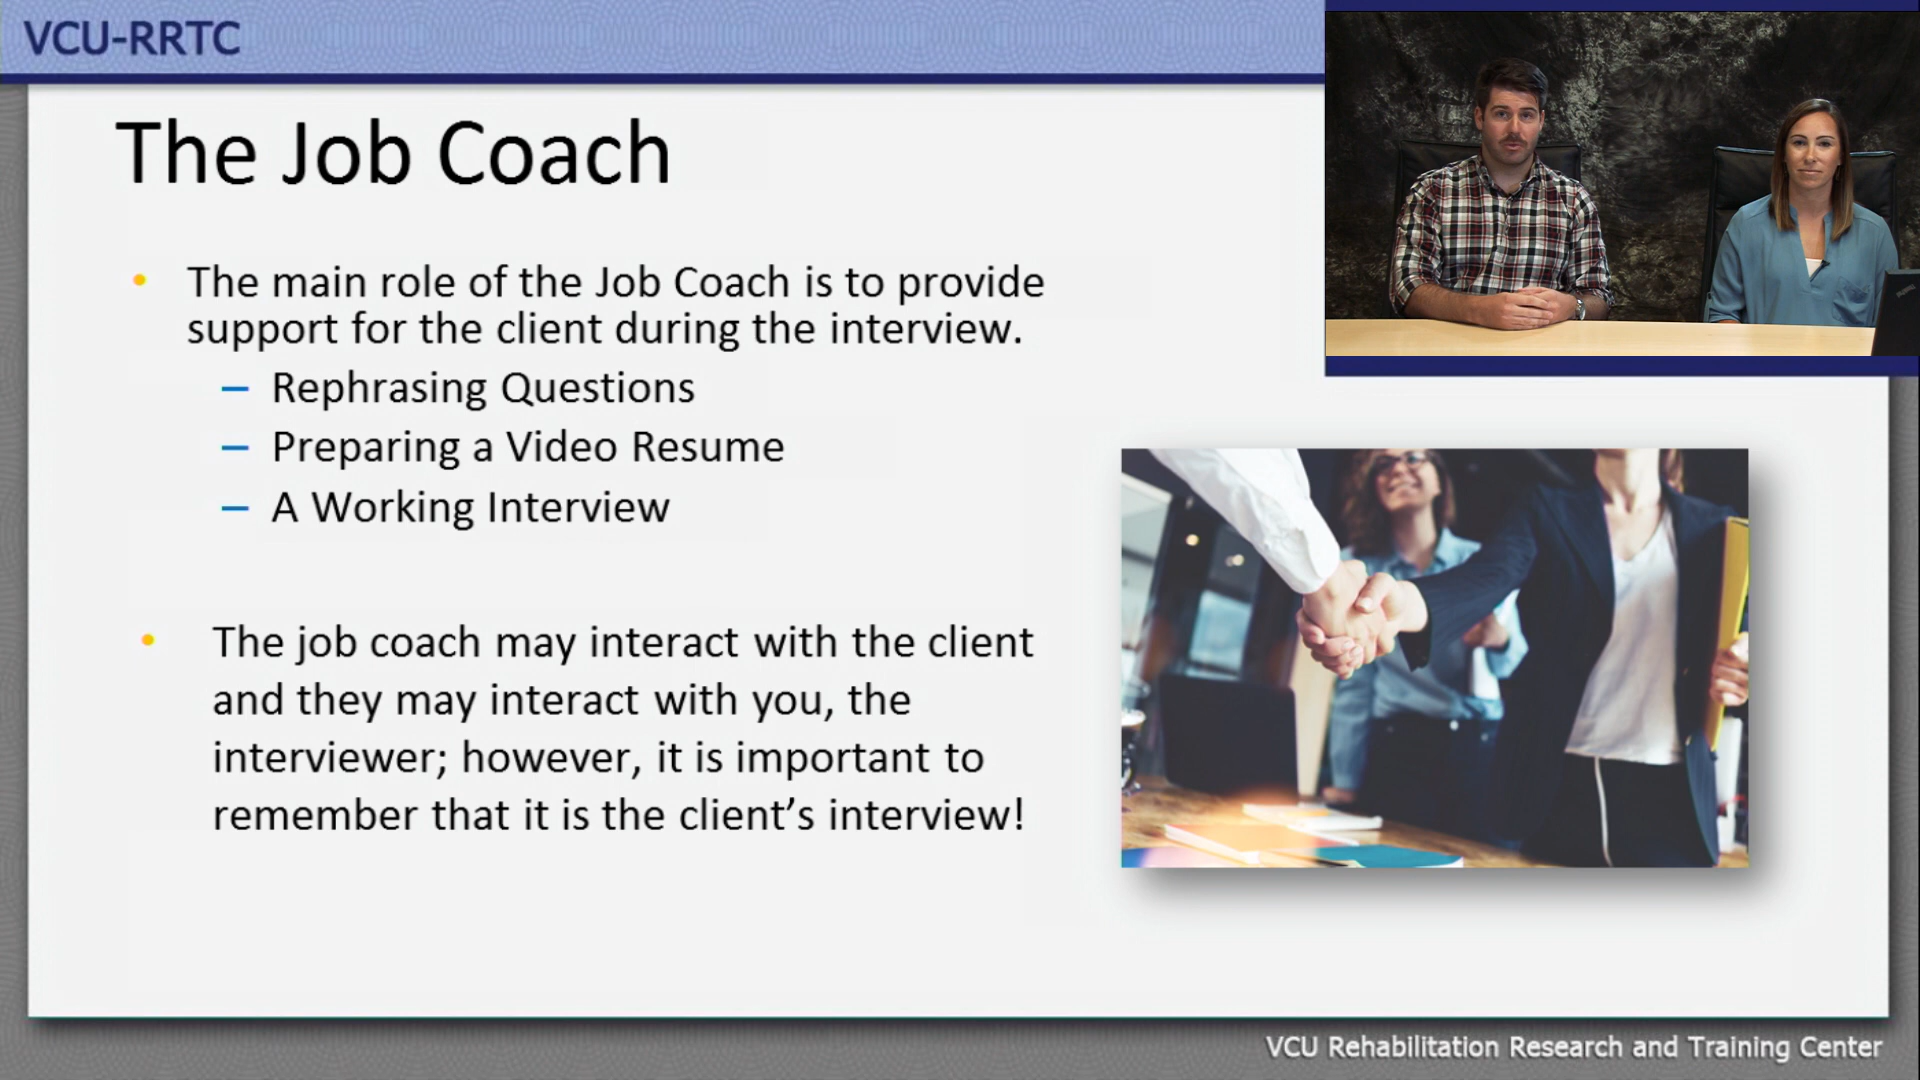 VCU-RRTC
The Job Coach
• The main role of the Job Coach is to provide
support for the client during the interview.
– Rephrasing Questions
– Preparing a Video Resume
– A Working Interview
• The job coach may interact with the client
and they may interact with you, the
interviewer; however, it is important to
remember that it is the client’s interview!
VCU Rehabilitation Research and Training Center